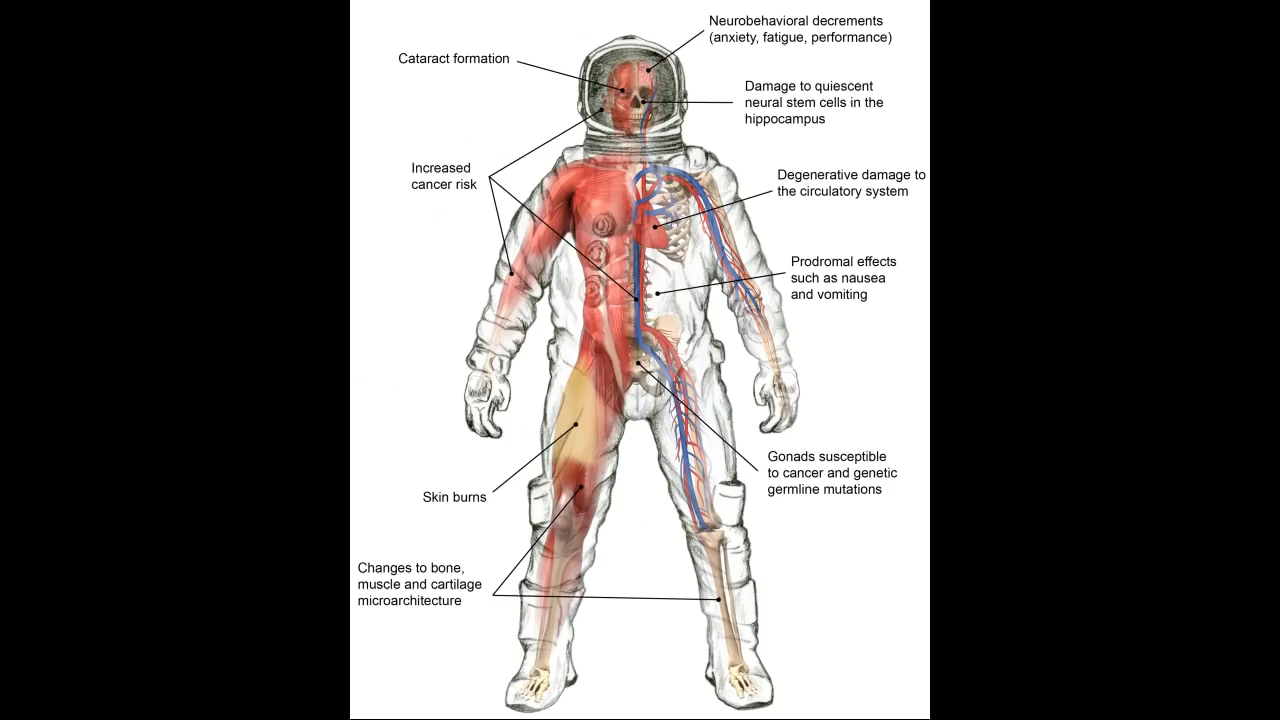 Neurobehavioral decrements
(anxiety, fatigue, performance)
Cataract formation
Damage to quiescent
neural stem cells in the
hippocampus
Increased
cancer risk
Degenerative damage to
the circulatory system
Prodromal effects
such as nausea
and vomiting
Gonads susceptible
to cancer and genetic
germline mutations
Skin burns
Changes to bone,
muscle and cartilage
microarchitecture